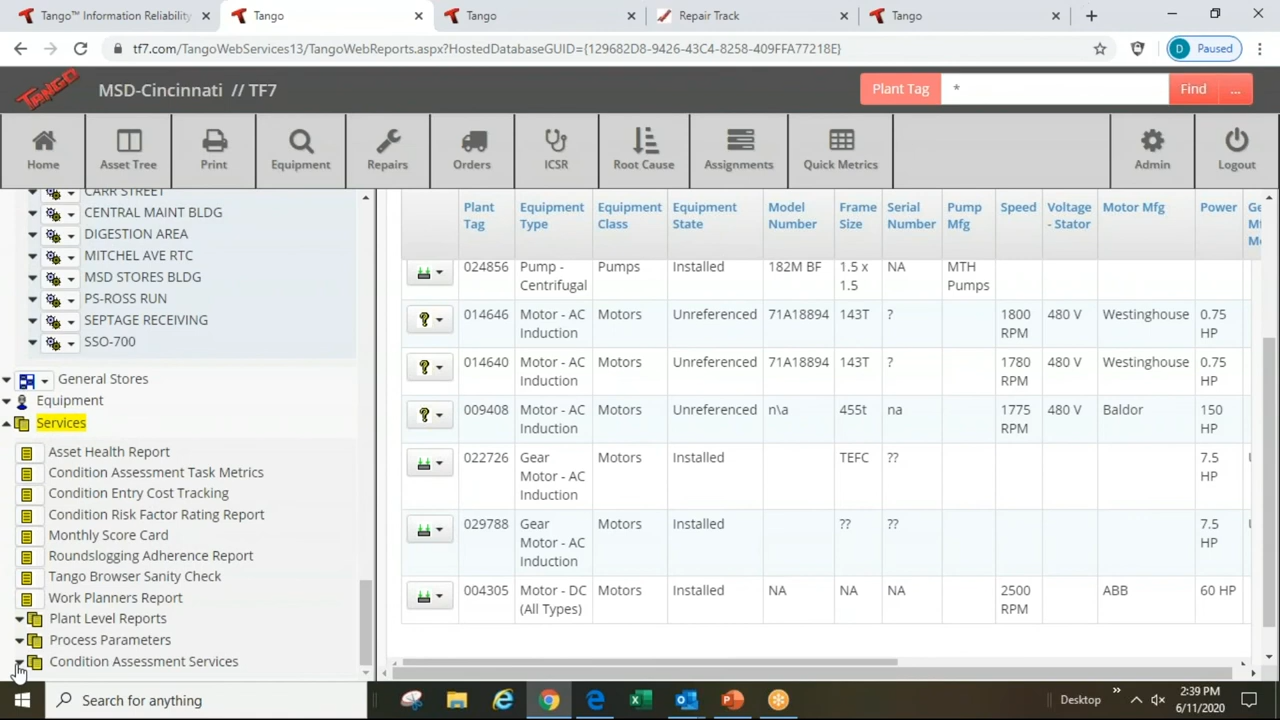 Tango™ Information Reliability
Tango
Tango
Repair Track
Tango
tf7.com/TangoWebServices13/TangoWebReports.aspx?HostedDatabaseGUID={129682D8-9426-43C4-8258-409FFA77218E}
D Paused
TANGO
MSD-Cincinnati // TF7
Plant Tag
*
Find
...
Home
Asset Tree
Print
Equipment
Repairs
Orders
ICSR
Root Cause
Assignments
Quick Metrics
Admin
Logout
CARR STREET
CENTRAL MAINT BLDG
DIGESTION AREA
MITCHEL AVE RTC
MSD STORES BLDG
PS-ROSS RUN
SEPTAGE RECEIVING
SSO-700
General Stores
Equipment
Services
Asset Health Report
Condition Assessment Task Metrics
Condition Entry Cost Tracking
Condition Risk Factor Rating Report
Monthly Score Card
Roundslogging Adherence Report
Tango Browser Sanity Check
Work Planners Report
Plant Level Reports
Process Parameters
Condition Assessment Services
Plant Equipment Equipment Equipment Model Frame Serial Pump Speed Voltage Motor Mfg Power
Tag Type Class State Number Size Number Mfg - Stator
024856 Pump - Pumps Installed 182M BF 1.5 x NA MTH
Centrifugal 1.5 Pumps
014646 Motor - AC Motors Unreferenced 71A18894 143T ? 1800 480 V Westinghouse 0.75
Induction RPM HP
014640 Motor - AC Motors Unreferenced 71A18894 143T ? 1780 480 V Westinghouse 0.75
Induction RPM HP
009408 Motor - AC Motors Unreferenced n\a 455t na 1775 480 V Baldor 150
Induction RPM HP
022726 Gear Motors Installed TEFC ?? 7.5
Motor - AC HP
Induction
029788 Gear Motors Installed ?? ?? 7.5
Motor - AC HP
Induction
004305 Motor - DC Motors Installed NA NA NA 2500 ABB 60 HP
(All Types) RPM
Search for anything
Desktop
2:39 PM
6/11/2020